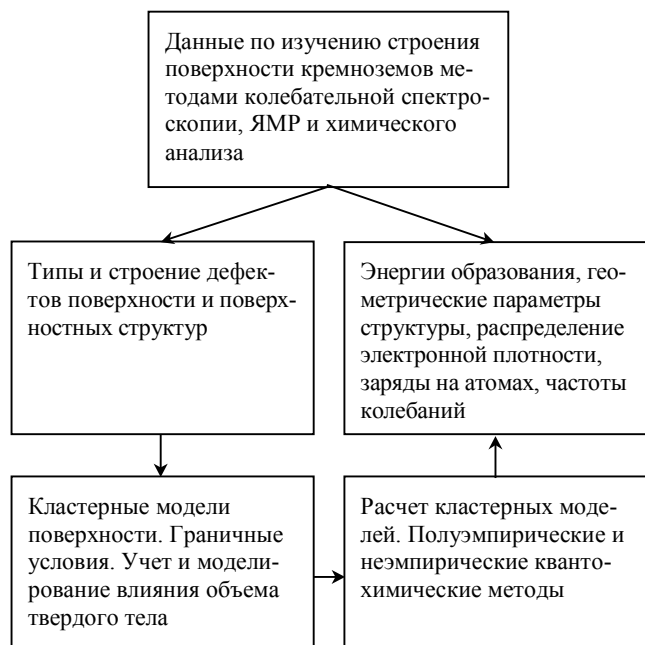 Данные по изучению строения
поверхности кремноземов ме-
тодами колебательной спектро-
скопии, ЯМР и химического
анализа
Типы и строение дефек-
тов поверхности и поверх-
ностных структур
Энергии образования, гео-
метрические параметры
структуры, распределение
электронной плотности,
заряды на атомах, частоты
колебаний
Кластерные модели
поверхности. Граничные
условия. Учет и модели-
рование влияния объема
твердого тела
Расчет кластерных моде-
лей. Полуэмпирические и
неэмпирические кванто-
химические методы